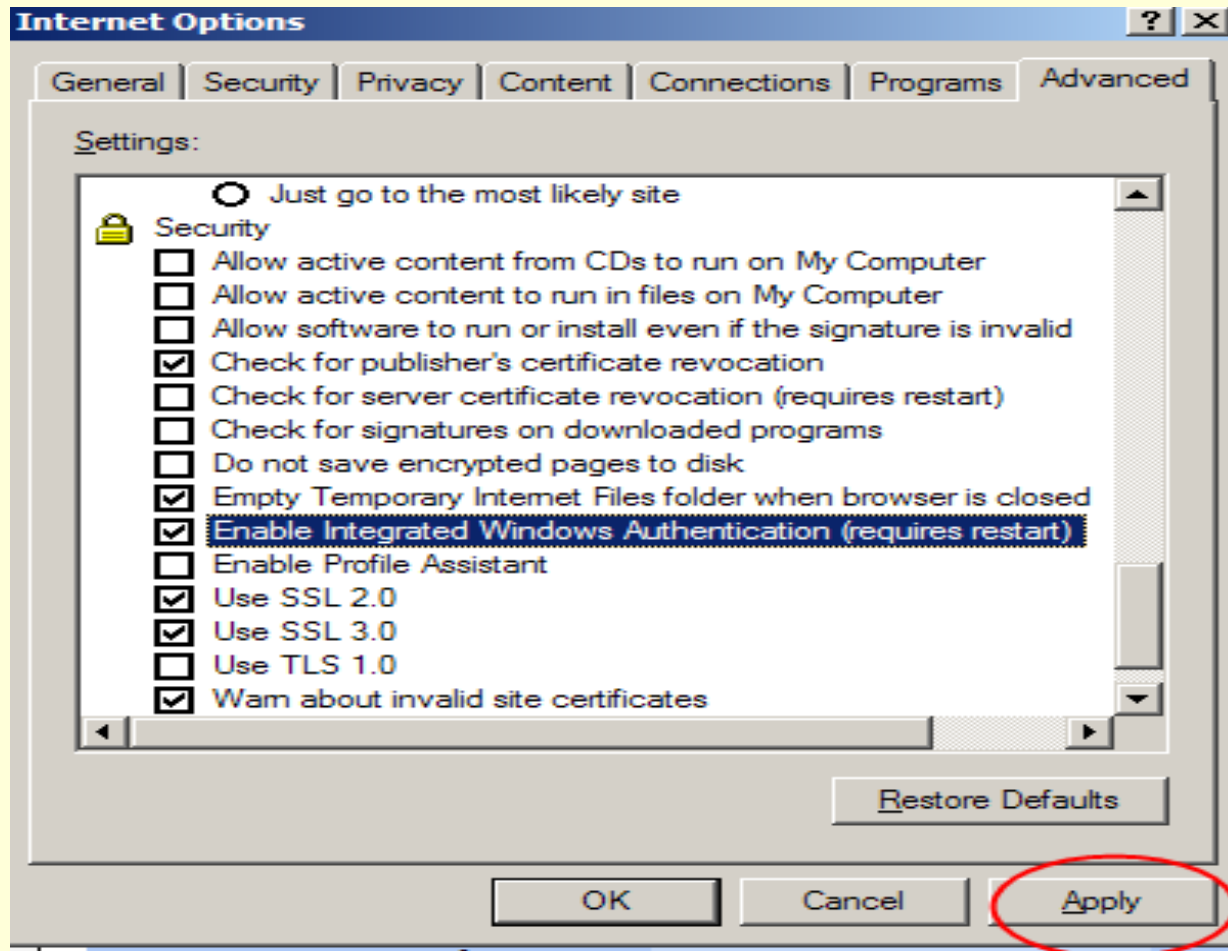 Internet Options
? X
General Security Privacy Content Connections Programs Advanced
Settings:
Just go to the most likely site
Security
Allow active content from CDs to run on My Computer
Allow active content to run in files on My Computer
Allow software to run or install even if the signature is invalid
Check for publisher's certificate revocation
Check for server certificate revocation (requires restart)
Check for signatures on downloaded programs
Do not save encrypted pages to disk
Empty Temporary Internet Files folder when browser is closed
Enable Integrated Windows Authentication (requires restart)
Enable Profile Assistant
Use SSL 2.0
Use SSL 3.0
Use TLS 1.0
Warn about invalid site certificates
Restore Defaults
OK Cancel Apply